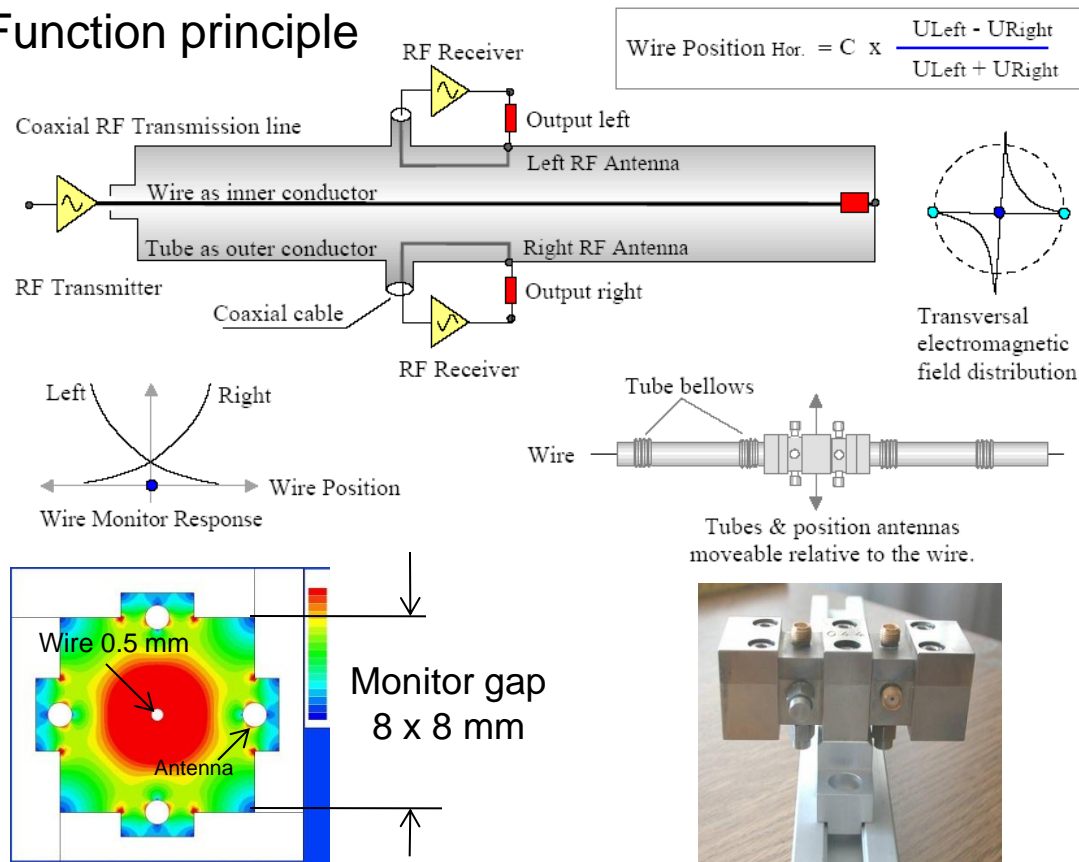 Function principle
Wire Position Hor. = C x
ULeft - URight
ULeft + URight
RF Receiver
Coaxial RF Transmission line
Output left
Left RF Antenna
Wire as inner conductor
Tube as outer conductor
Right RF Antenna
RF Transmitter
Output right
Coaxial cable
RF Receiver
Transversal
electromagnetic
field distribution
Left
Right
Wire Position
Wire Monitor Response
Tube bellows
Wire
Tubes & position antennas
moveable relative to the wire.
Wire 0.5 mm
Antenna
Monitor gap
8 x 8 mm